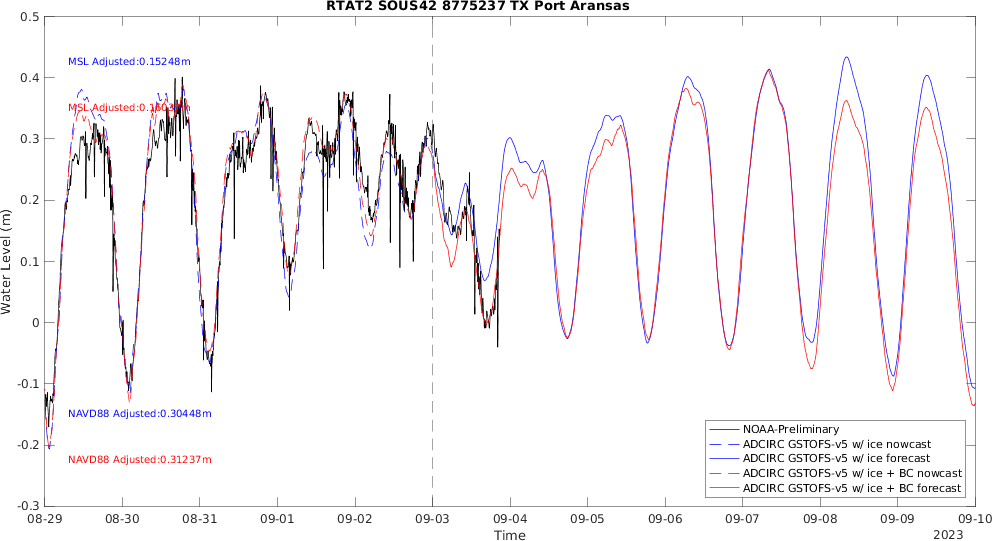 RTAT2 SOUS42 8775237 TX Port Aransas
0.5
0.4
0.3
0.2
0.1
0
-0.1
-0.2
-0.3
Water Level (m)
MSL Adjusted:0.15248m
MSL
NAVD88 Adjusted:0.30448m
NAVD88 Adjusted:0.31237m
NOAA-Preliminary
ADCIRC GSTOFS-v5 w/ ice nowcast
ADCIRC GSTOFS-v5 w/ ice forecast
ADCIRC GSTOFS-v5 w/ ice + BC nowcast
ADCIRC GSTOFS-v5 w/ ice + BC forecast
08-29 08-30 08-31 09-01 09-02 09-03 09-04 09-05 09-06 09-07 09-08 09-09 09-10
Time
2023